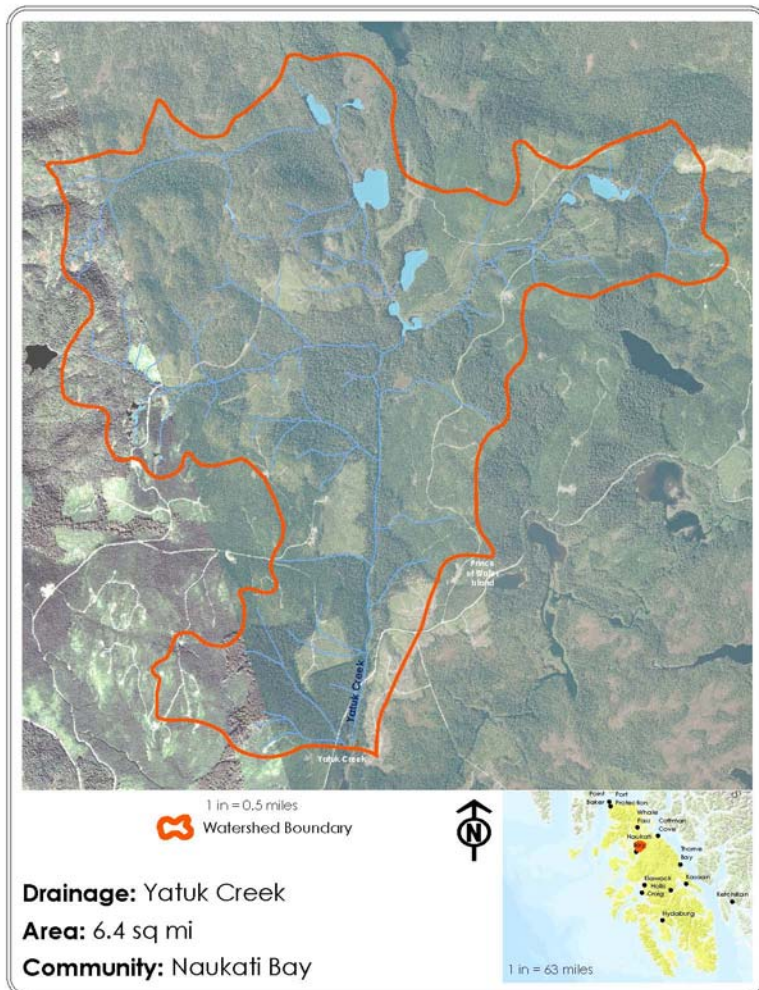 Prince
of Wales
Island
Yatuk Creek
Yatuk Creek
1 in = 0.5 miles
Watershed Boundary
N
Drainage: Yatuk Creek
Area: 6.4 sq mi
Community: Naukati Bay
Point
Baker
Port
Protection
Whale
Pass
Coffman
Cove
Naukati
Thorne
Bay
Klawock
Hollis
Craig
Kasaan
Ketchikan
Hydaburg
1 in = 63 miles